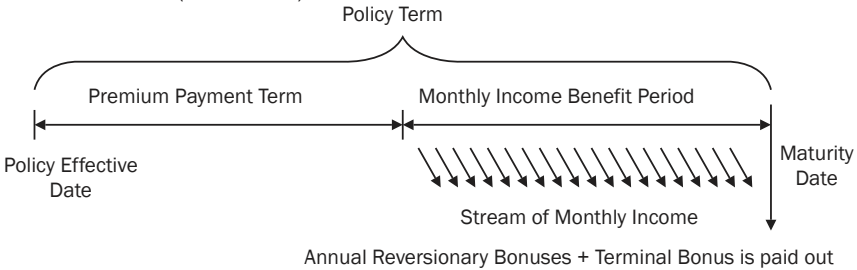 Policy Term
Premium Payment Term
Monthly Income Benefit Period
Policy Effective
Date
Maturity
Date
Stream of Monthly Income
Annual Reversionary Bonuses + Terminal Bonus is paid out